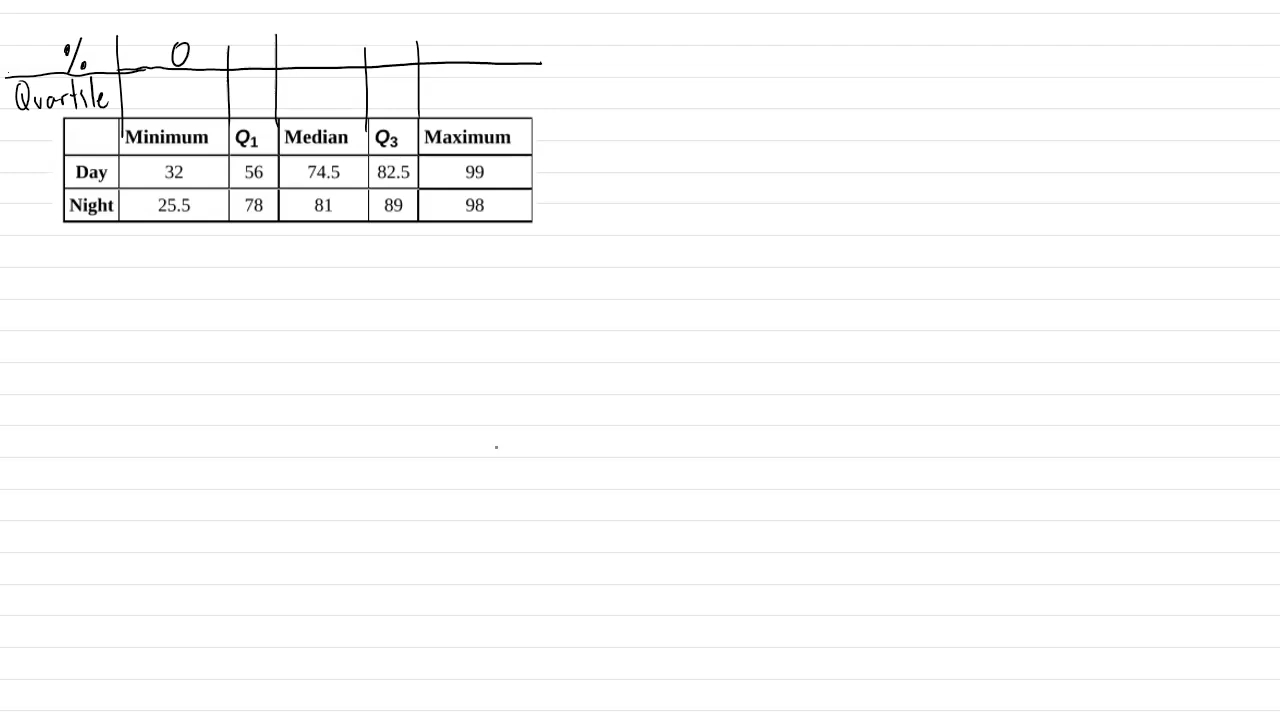 % 0
Quartile
Minimum Q1 Median Q3 Maximum
Day 32 56 74.5 82.5 99
Night 25.5 78 81 89 98